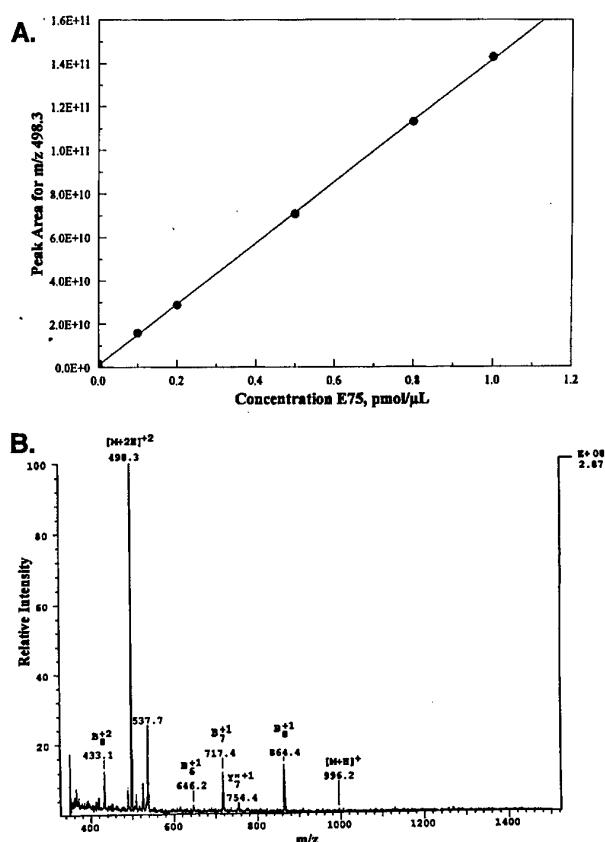 A.
Peak Area for m/z 498.3
1.6E+11
1.4E+11
1.2E+11
1.0E+11
8.0E+10
6.0E+10
4.0E+10
2.0E+10
0.0E+0
0.0 0.2 0.4 0.6 0.8 1.0 1.2
Concentration E75, pmol/µL
B.
[M+2H]+2
498.3
E+08
2.87
Relative Intensity
100
80
60
40
20
B8+2
433.1
537.7
B6+1
646.2
B7+1
717.4
Y7"+1
754.4
B8+1
864.4
[M+H]+
996.2
400 600 800 1000 1200 1400
m/z